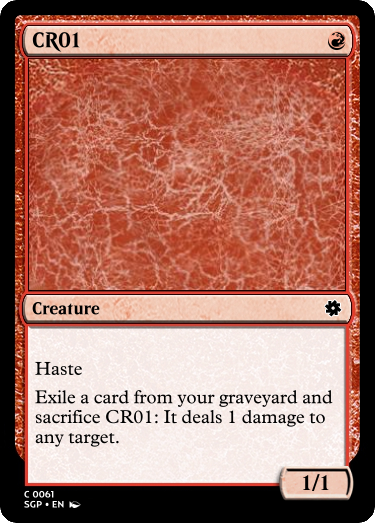 CR01
Creature
Haste
Exile a card from your graveyard and
sacrifice CR01: It deals 1 damage to
any target.
1/1
C 0061
SGP • EN